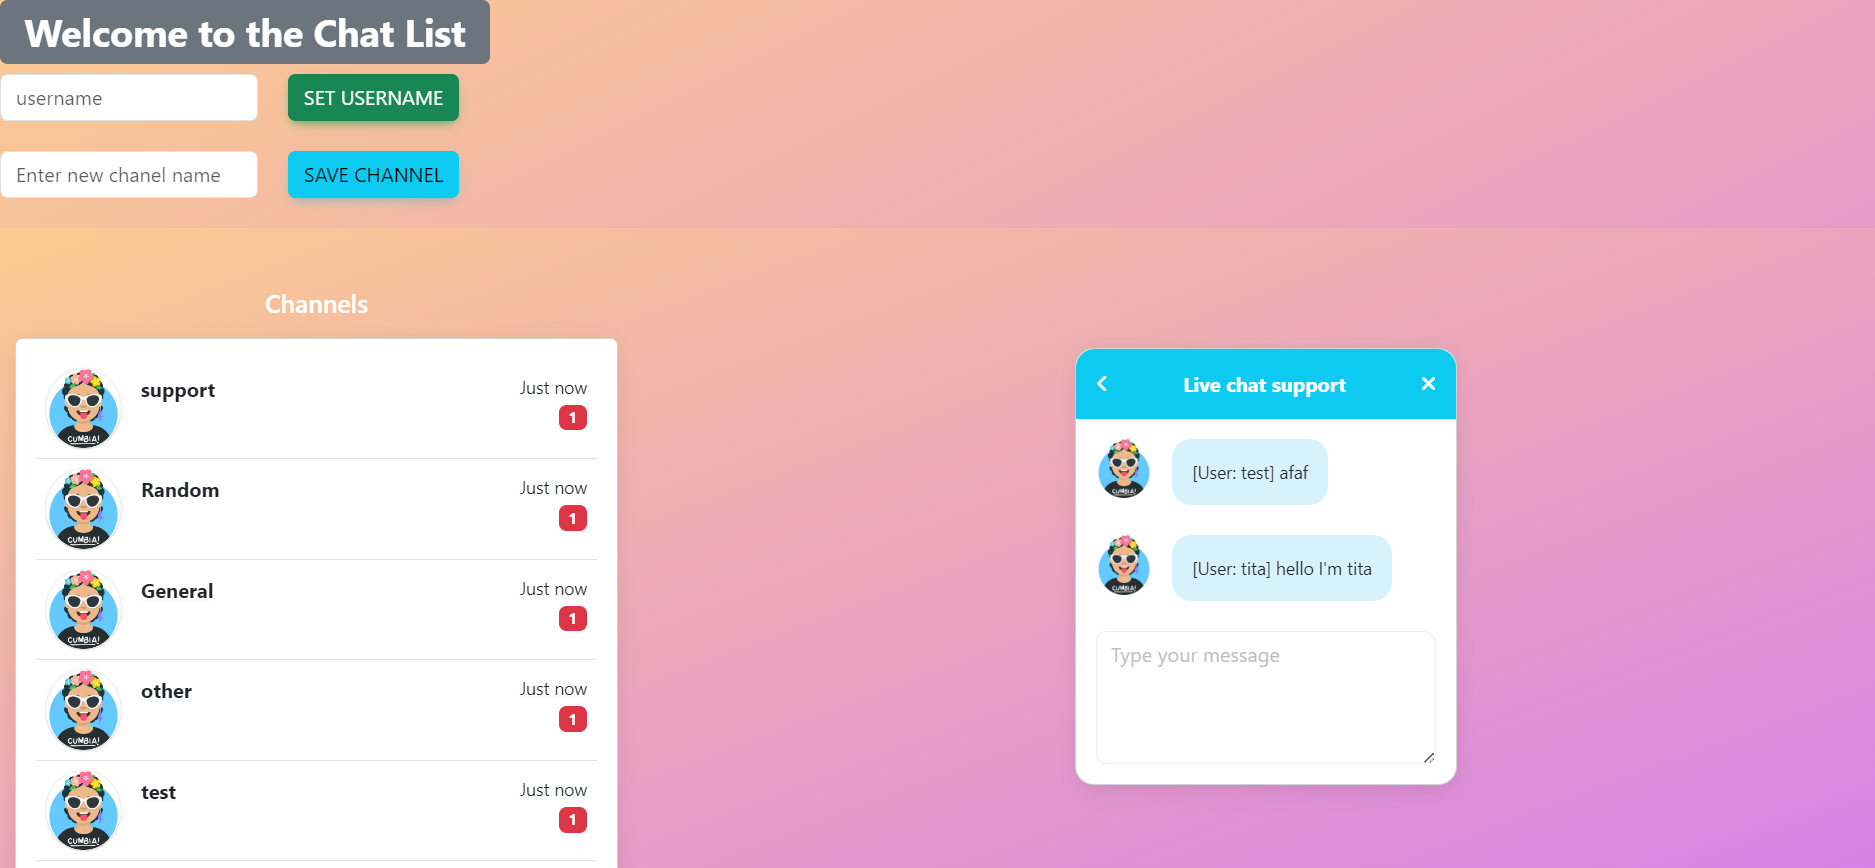 Welcome to the Chat List
username
SET USERNAME
Enter new chanel name
SAVE CHANNEL
Channels
support
Just now
1
CUMBIA!
Random
Just now
1
CUMBIA!
General
Just now
1
CUMBIA!
other
Just now
1
CUMBIA!
test
Just now
1
CUMBIA!
Live chat support
[User: test] afaf
CUMBIA!
[User: tita] hello I'm tita
CUMBIA!
Type your message